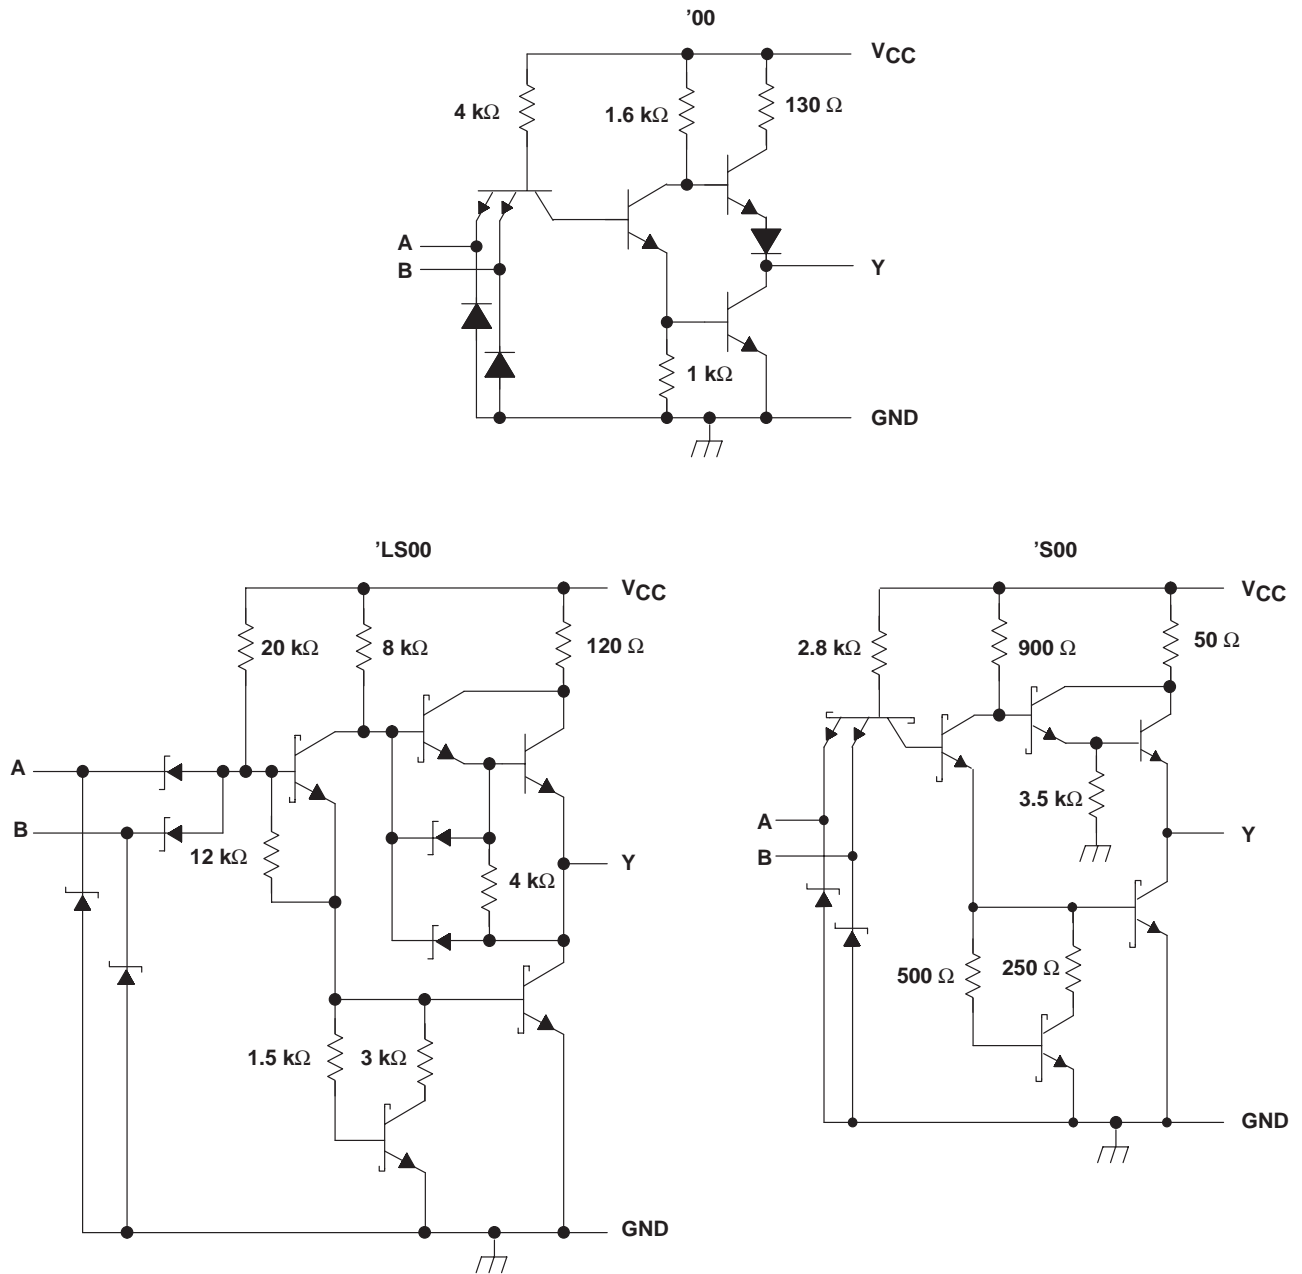 ’00
VCC
4 kΩ
1.6 kΩ
130 Ω
A
B
Y
1 kΩ
GND
’LS00
VCC
20 kΩ
8 kΩ
120 Ω
A
B
12 kΩ
4 kΩ
Y
1.5 kΩ
3 kΩ
GND
’S00
VCC
2.8 kΩ
900 Ω
50 Ω
3.5 kΩ
A
B
Y
500 Ω
250 Ω
GND